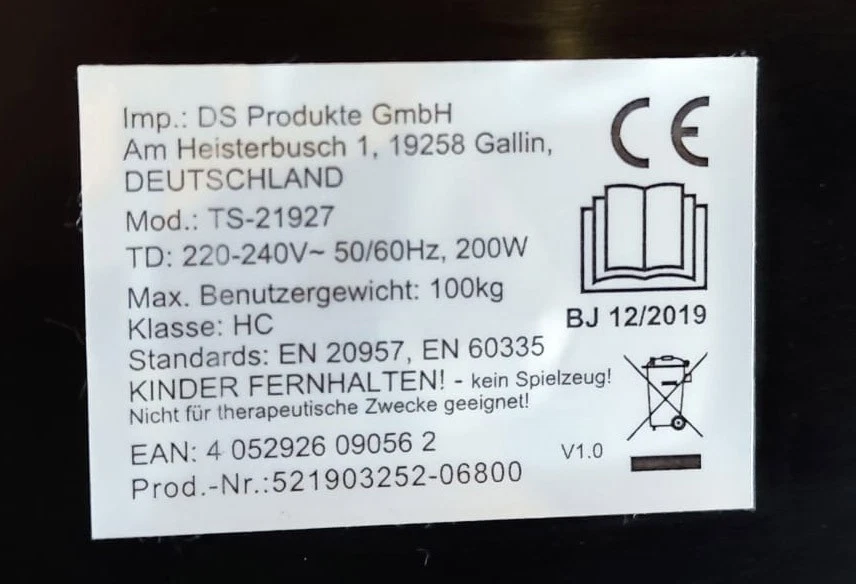 Imp.: DS Produkte GmbH
Am Heisterbusch 1, 19258 Gallin,
DEUTSCHLAND
Mod.: TS-21927
TD: 220-240V~ 50/60Hz, 200W
Max. Benutzergewicht: 100kg
Klasse: HC
Standards: EN 20957, EN 60335
KINDER FERNHALTEN! - kein Spielzeug!
Nicht für therapeutische Zwecke geeignet!
EAN: 4 052926 09056 2
Prod.-Nr.:521903252-06800
CE
BJ 12/2019
V1.0